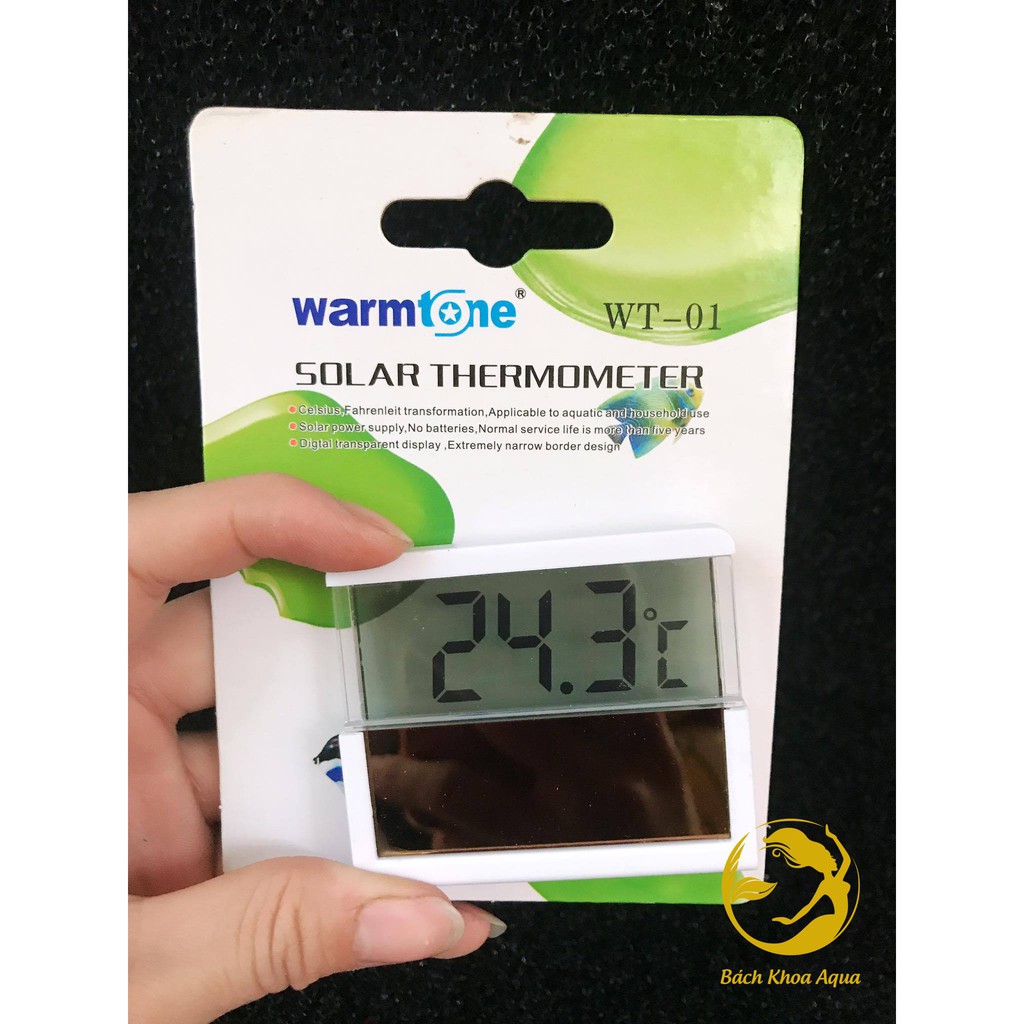 warmtone®
WT-01
SOLAR THERMOMETER
Celsius,Fahrenleit transformation,Applicable to aquatic and household use
Solar power supply,No batteries,Normal service life is more than five years
Digtal transparent display ,Extremely narrow border design
24.3°C
Bách Khoa Aqua